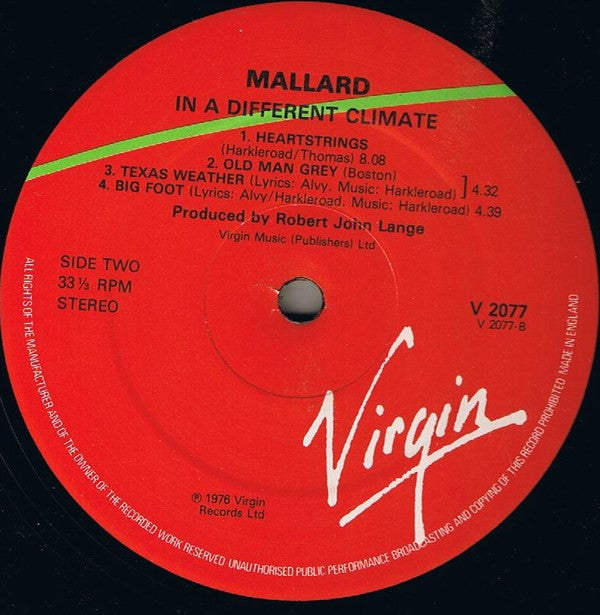 MALLARD
IN A DIFFERENT CLIMATE
1. HEARTSTRINGS
(Harkleroad/Thomas) 8.08
2. OLD MAN GREY (Boston)
3. TEXAS WEATHER (Lyrics: Alvy. Music: Harkleroad) ] 4.32
4. BIG FOOT (Lyrics: Alvy/Harkleroad. Music: Harkleroad) 4.39
Produced by Robert John Lange
Virgin Music (Publishers) Ltd
SIDE TWO
33⅓ RPM
STEREO
V 2077
V 2077-B
Virgin
℗ 1976 Virgin
Records Ltd
ALL RIGHTS OF THE MANUFACTURER AND OF THE OWNER OF THE RECORDED WORK RESERVED. UNAUTHORISED PUBLIC PERFORMANCE BROADCASTING AND COPYING OF THIS RECORD PROHIBITED. MADE IN ENGLAND